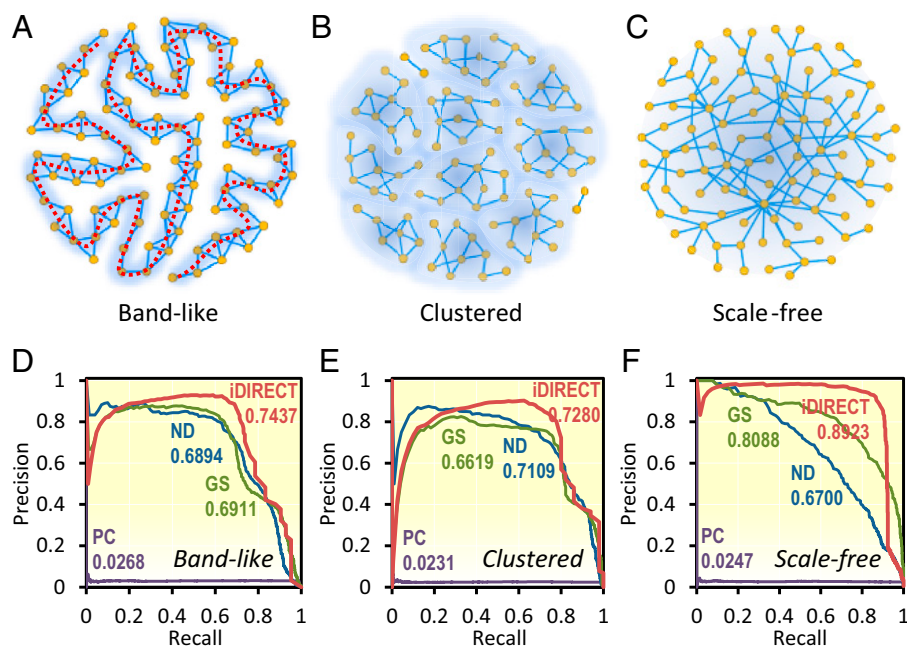 A
B
C
Band-like
Clustered
Scale-free
D
E
F
1
0.8
0.6
0.4
0.2
0
Precision
iDIRECT
0.7437
ND
0.6894
GS
0.6911
PC
0.0268
Band-like
0 0.2 0.4 0.6 0.8 1
Recall
1
0.8
0.6
0.4
0.2
0
Precision
iDIRECT
0.7280
GS
0.6619
ND
0.7109
PC
0.0231
Clustered
0 0.2 0.4 0.6 0.8 1
Recall
1
0.8
0.6
0.4
0.2
0
Precision
iDIRECT
0.8923
GS
0.8088
ND
0.6700
PC
0.0247
Scale-free
0 0.2 0.4 0.6 0.8 1
Recall